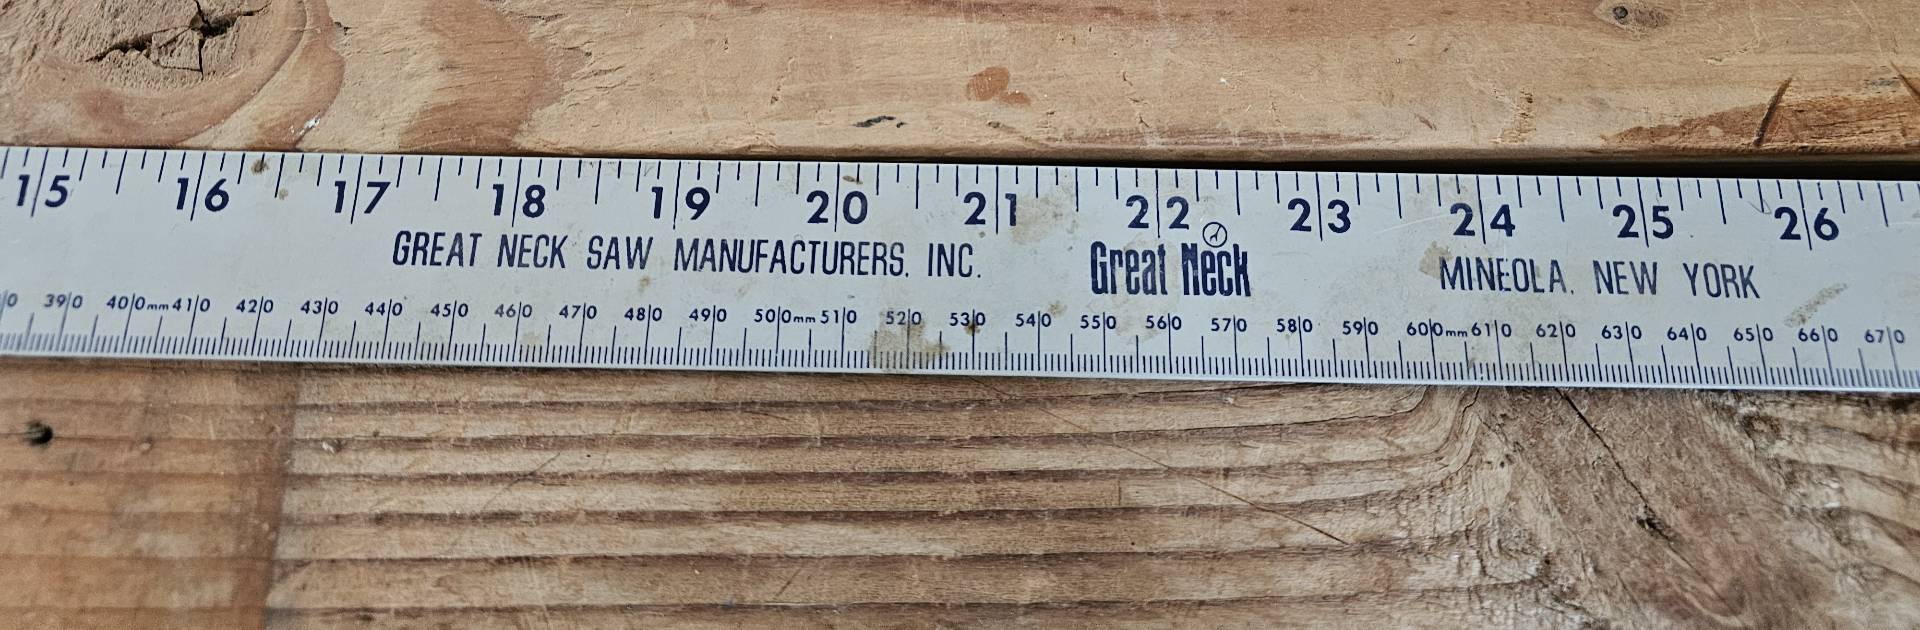 15 16 17 18 19 20 21 22 23 24 25 26
GREAT NECK SAW MANUFACTURERS, INC. Great Neck MINEOLA, NEW YORK
390 400mm 410 420 430 440 450 460 470 480 490 500mm 510 520 530 540 550 560 570 580 590 600mm 610 620 630 640 650 660 670